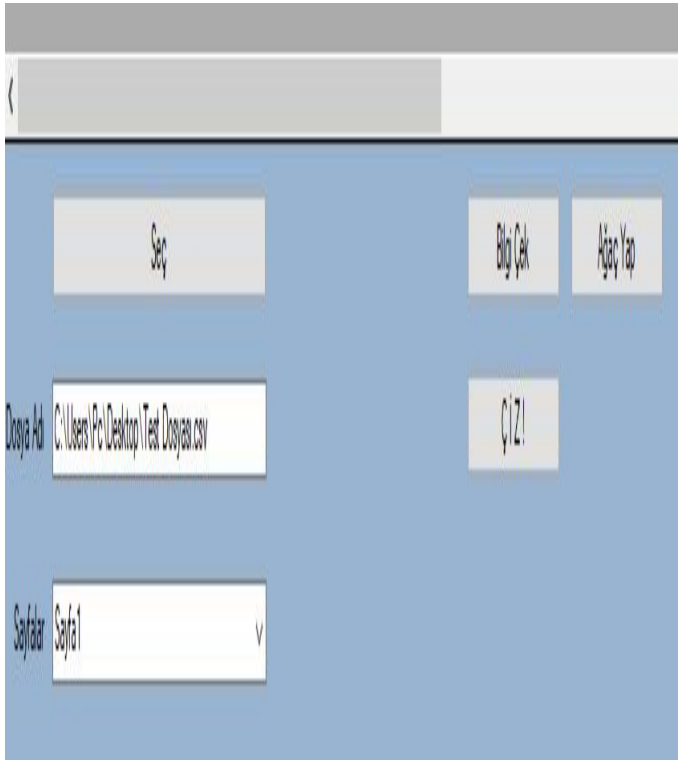 Seç
Bilgi Çek
Ağaç Yap
Dosya Adı
C:\Users\Pc\Desktop\Test Dosyası.csv
ÇİZ!
Sayfalar
Sayfa1